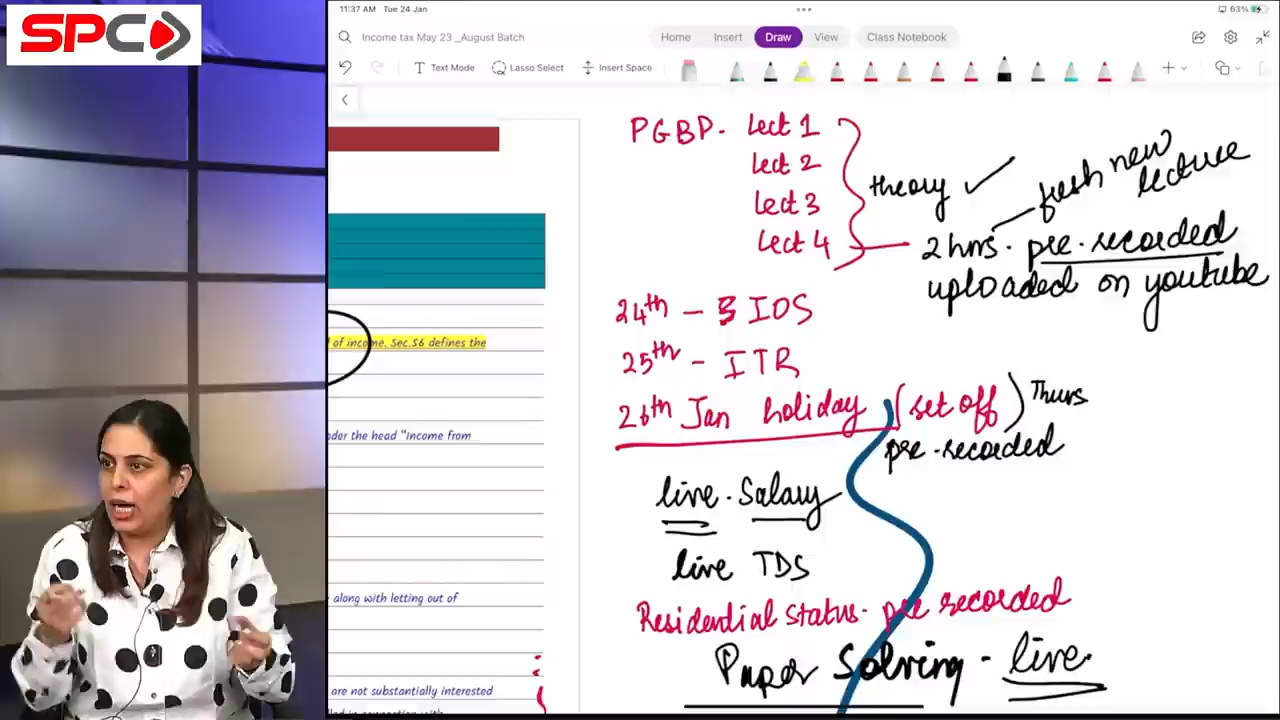 SPC
11:37 AM Tue 24 Jan
63%
Income tax May 23 _August Batch
Home Insert Draw View Class Notebook
Text Mode Lasso Select Insert Space
of income. Sec.56 defines the
der the head "Income from
along with letting out of
are not substantially interested
PGBP. Lect 1
Lect 2
Lect 3
Lect 4
theory ✓
fresh new
lecture
2 hrs. pre-recorded
uploaded on youtube
24th - IOS
25th - ITR
26th Jan holiday (set off) Thurs
pre-recorded
live. Salary
live TDS
Residential status. pre recorded
Paper Solving - live.